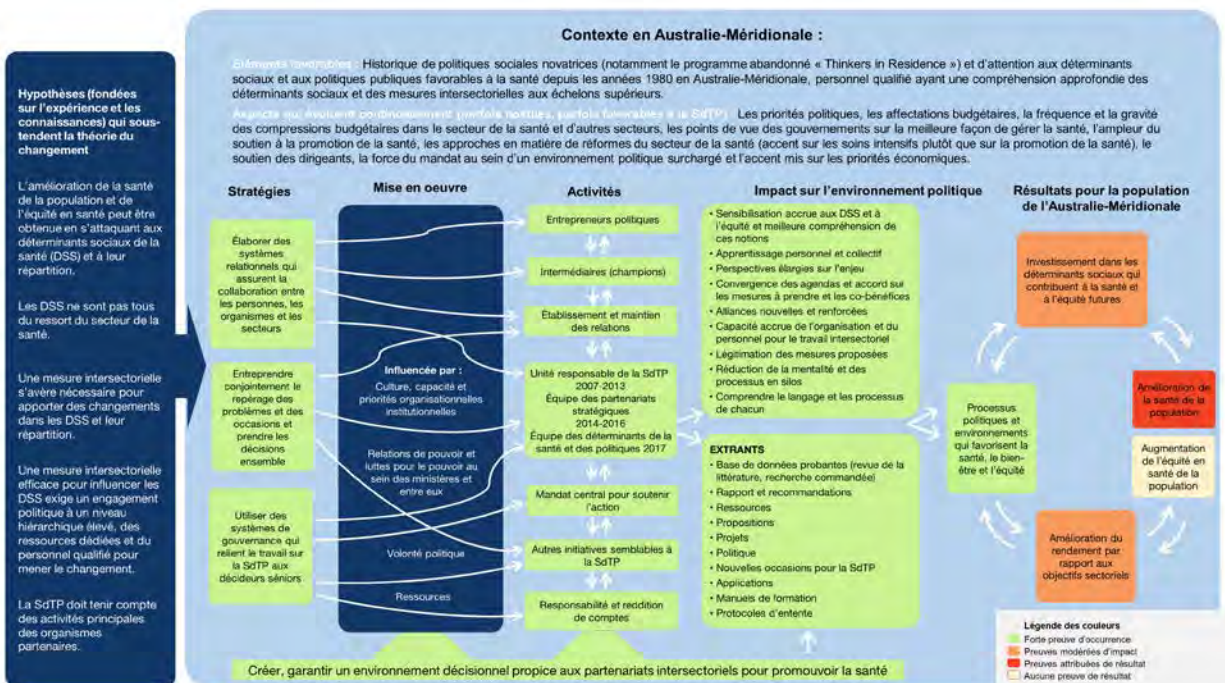 Contexte en Australie-Méridionale :
Éléments favorables : Historique de politiques sociales novatrices (notamment le programme abandonné « Thinkers in Residence ») et d'attention aux déterminants
sociaux et aux politiques publiques favorables à la santé depuis les années 1980 en Australie-Méridionale, personnel qualifié ayant une compréhension approfondie des
déterminants sociaux et des mesures intersectorielles aux échelons supérieurs.
Aspects qui évoluent continuellement (parfois hostiles, parfois favorables à la SdTP) : Les priorités politiques, les affectations budgétaires, la fréquence et la gravité
des compressions budgétaires dans le secteur de la santé et d'autres secteurs, les points de vue des gouvernements sur la meilleure façon de gérer la santé, l'ampleur du
soutien à la promotion de la santé, les approches en matière de réformes du secteur de la santé (accent sur les soins intensifs plutôt que sur la promotion de la santé), le
soutien des dirigeants, la force du mandat au sein d'un environnement politique surchargé et l'accent mis sur les priorités économiques.
Hypothèses (fondées
sur l'expérience et les
connaissances) qui sous-
tendent la théorie du
changement
L'amélioration de la santé
de la population et de
l'équité en santé peut être
obtenue en s'attaquant aux
déterminants sociaux de la
santé (DSS) et à leur
répartition.
Les DSS ne sont pas tous
du ressort du secteur de la
santé.
Une mesure intersectorielle
s'avère nécessaire pour
apporter des changements
dans les DSS et leur
répartition.
Une mesure intersectorielle
efficace pour influencer les
DSS exige un engagement
politique à un niveau
hiérarchique élevé, des
ressources dédiées et du
personnel qualifié pour
mener le changement.
La SdTP doit tenir compte
des activités principales
des organismes
partenaires.
Stratégies
Élaborer des
systèmes
relationnels qui
assurent la
collaboration entre
les personnes, les
organismes et les
secteurs
Entreprendre
conjointement le
repérage des
problèmes et des
occasions et
prendre les
décisions
ensemble
Utiliser des
systèmes de
gouvernance qui
relient le travail sur
la SdTP aux
décideurs séniors
Mise en oeuvre
Influencée par :
Culture, capacité et
priorités organisationnelles
institutionnelles
Relations de pouvoir et
luttes pour le pouvoir au
sein des ministères et
entre eux
Volonté politique
Ressources
Activités
Entrepreneurs politiques
Intermédiaires (champions)
Établissement et maintien
des relations
Unité responsable de la SdTP
2007-2013
Équipe des partenariats
stratégiques
2014-2016
Équipe des déterminants de la
santé et des politiques 2017
Mandat central pour soutenir
l'action
Autres initiatives semblables à
la SdTP
Responsabilité et reddition
de comptes
Impact sur l'environnement politique
• Sensibilisation accrue aux DSS et à
l'équité et meilleure compréhension de
ces notions
• Apprentissage personnel et collectif
• Perspectives élargies sur l'enjeu
• Convergence des agendas et accord sur
les mesures à prendre et les co-bénéfices
• Alliances nouvelles et renforcées
• Capacité accrue de l'organisation et du
personnel pour le travail intersectoriel
• Légitimation des mesures proposées
• Réduction de la mentalité et des
processus en silos
• Comprendre le langage et les processus
de chacun
EXTRANTS
• Base de données probantes (revue de la
littérature, recherche commandée)
• Rapport et recommandations
• Ressources
• Propositions
• Projets
• Politique
• Nouvelles occasions pour la SdTP
• Applications
• Manuels de formation
• Protocoles d'entente
Processus
politiques et
environnements
qui favorisent la
santé, le bien-
être et l'équité
Résultats pour la population
de l'Australie-Méridionale
Investissement dans les
déterminants sociaux qui
contribuent à la santé et
à l'équité futures
Amélioration de
la santé de la
population
Augmentation
de l'équité en
santé de la
population
Amélioration du
rendement par
rapport aux
objectifs sectoriels
Créer, garantir un environnement décisionnel propice aux partenariats intersectoriels pour promouvoir la santé
Légende des couleurs
Forte preuve d'occurrence
Preuves modérées d'impact
Preuves attribuées de résultat
Aucune preuve de résultat